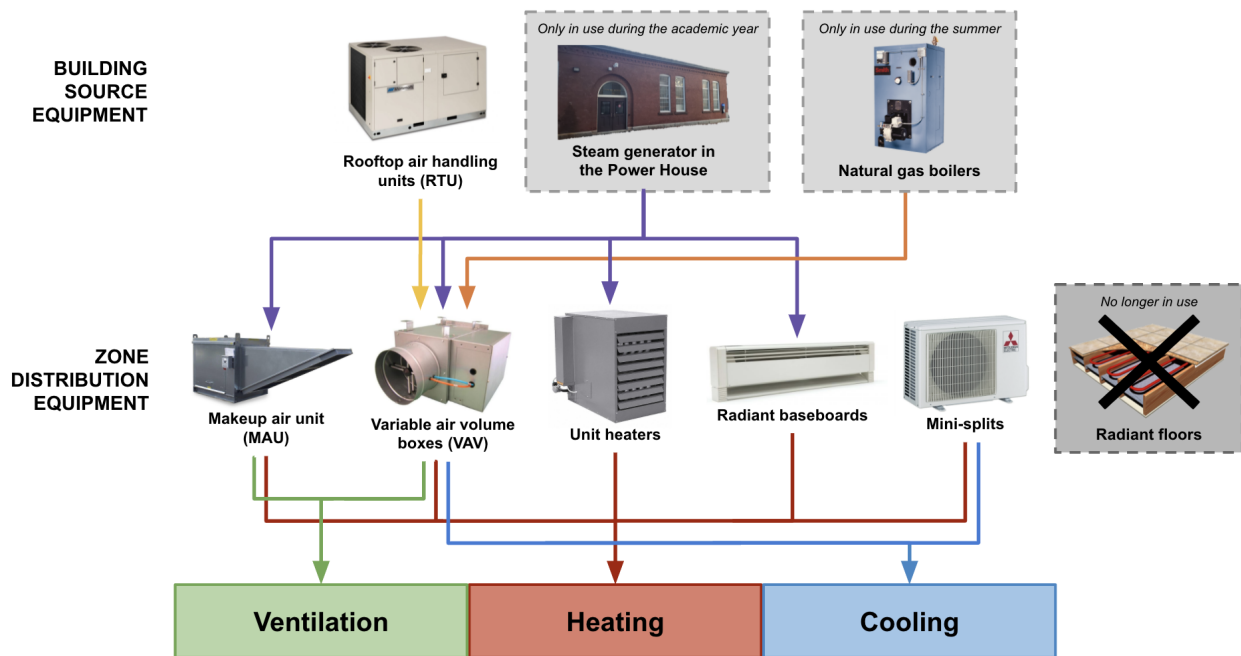 BUILDING
SOURCE
EQUIPMENT
Rooftop air handling
units (RTU)
Only in use during the academic year
Steam generator in
the Power House
Only in use during the summer
Natural gas boilers
ZONE
DISTRIBUTION
EQUIPMENT
Makeup air unit
(MAU)
Variable air volume
boxes (VAV)
Unit heaters
Radiant baseboards
Mini-splits
No longer in use
Radiant floors
Ventilation
Heating
Cooling